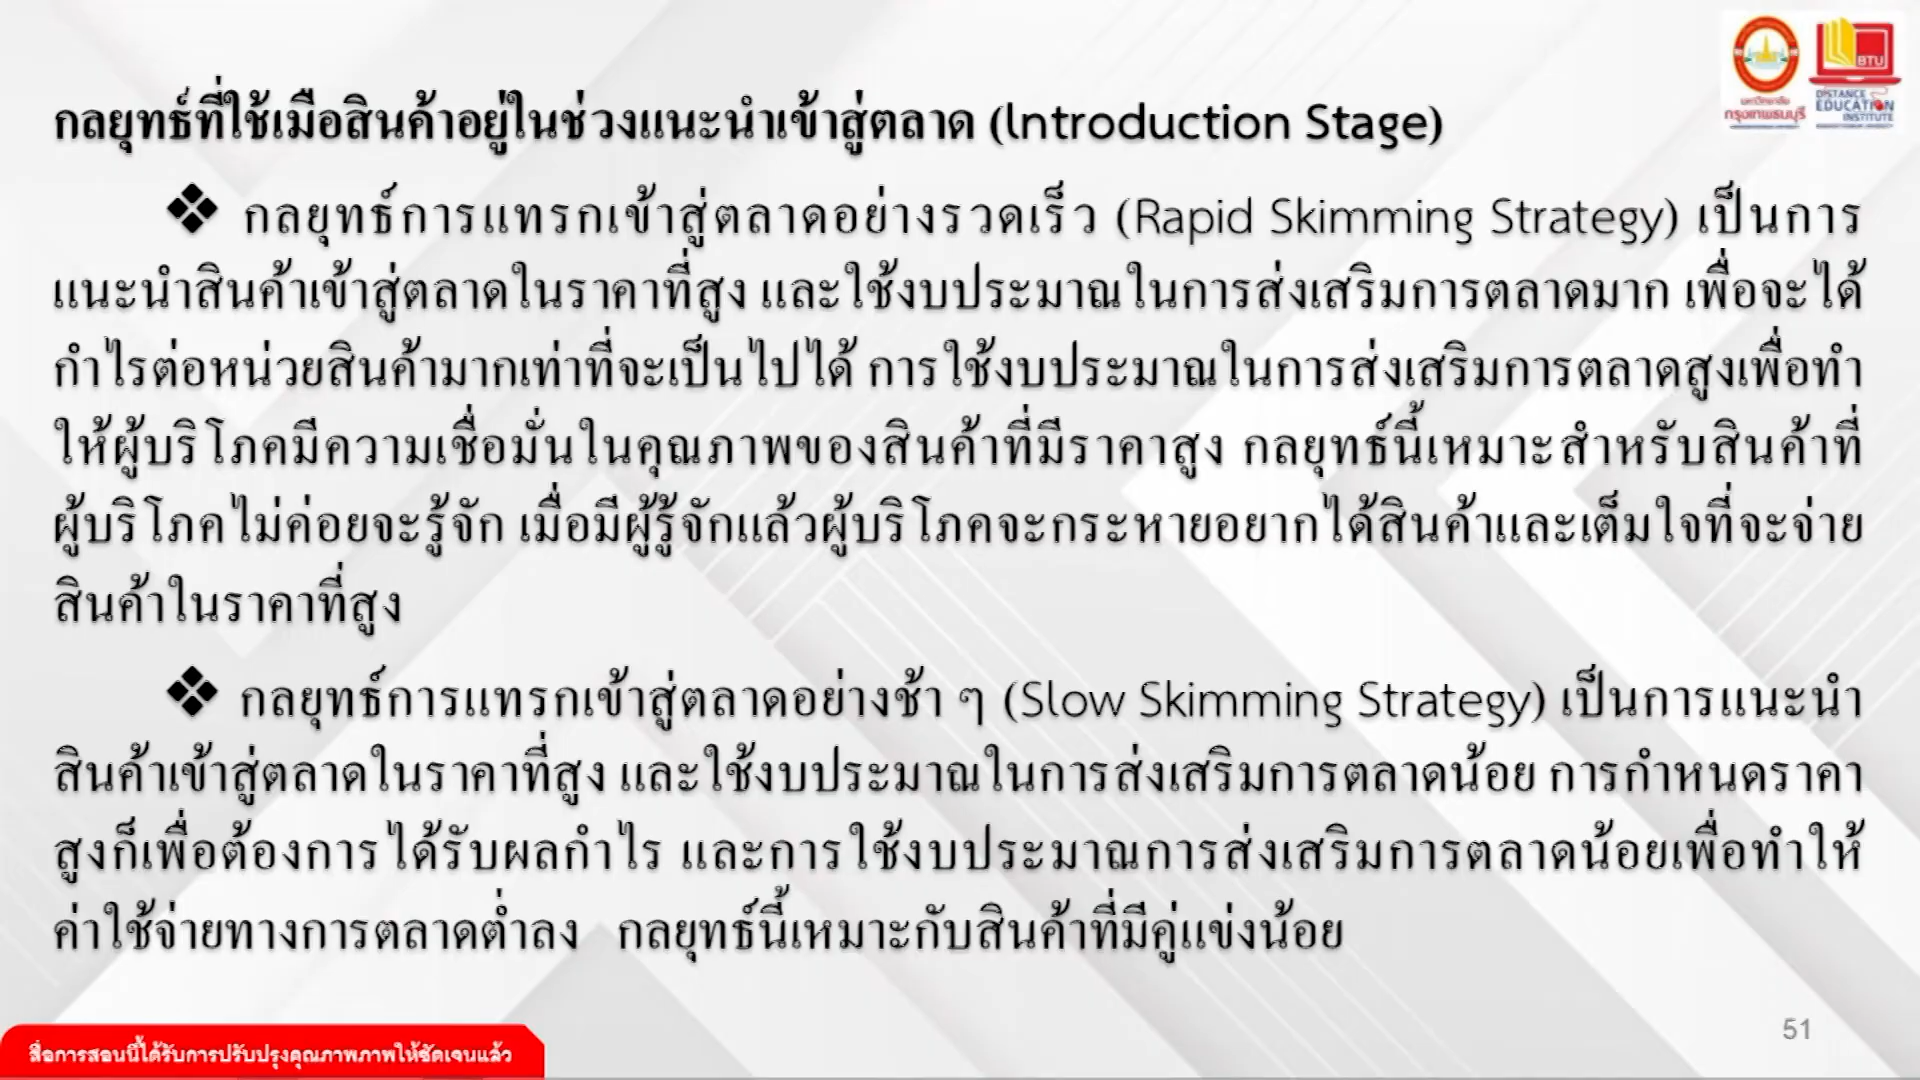 มหาวิทยาลัย
กรุงเทพธนบุรี
BTU
DISTANCE
EDUCATION
INSTITUTE
กลยุทธ์ที่ใช้เมื่อสินค้าอยู่ในช่วงแนะนำเข้าสู่ตลาด (Introduction Stage)
❖ กลยุทธ์การแทรกเข้าสู่ตลาดอย่างรวดเร็ว (Rapid Skimming Strategy) เป็นการ
แนะนำสินค้าเข้าสู่ตลาดในราคาที่สูง และใช้งบประมาณในการส่งเสริมการตลาดมาก เพื่อจะได้
กำไรต่อหน่วยสินค้ามากเท่าที่จะเป็นไปได้ การใช้งบประมาณในการส่งเสริมการตลาดสูงเพื่อทำ
ให้ผู้บริโภคมีความเชื่อมั่นในคุณภาพของสินค้าที่มีราคาสูง กลยุทธ์นี้เหมาะสำหรับสินค้าที่
ผู้บริโภคไม่ค่อยจะรู้จัก เมื่อมีผู้รู้จักแล้วผู้บริโภคจะกระหายอยากได้สินค้าและเต็มใจที่จะจ่าย
สินค้าในราคาที่สูง
❖ กลยุทธ์การแทรกเข้าสู่ตลาดอย่างช้า ๆ (Slow Skimming Strategy) เป็นการแนะนำ
สินค้าเข้าสู่ตลาดในราคาที่สูง และใช้งบประมาณในการส่งเสริมการตลาดน้อย การกำหนดราคา
สูงก็เพื่อต้องการได้รับผลกำไร และการใช้งบประมาณการส่งเสริมการตลาดน้อยเพื่อทำให้
ค่าใช้จ่ายทางการตลาดต่ำลง กลยุทธ์นี้เหมาะกับสินค้าที่มีคู่แข่งน้อย
51
สื่อการสอนนี้ได้รับการปรับปรุงคุณภาพภาพให้ชัดเจนแล้ว